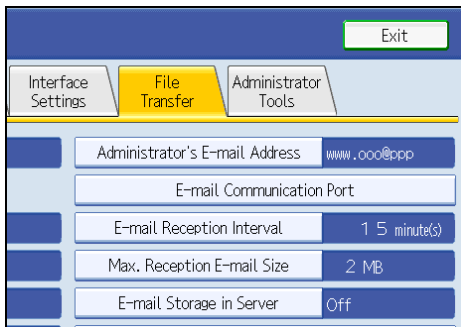 Exit
Interface Settings
File Transfer
Administrator Tools
Administrator's E-mail Address www.ooo@ppp
E-mail Communication Port
E-mail Reception Interval 15 minute(s)
Max. Reception E-mail Size 2 MB
E-mail Storage in Server Off